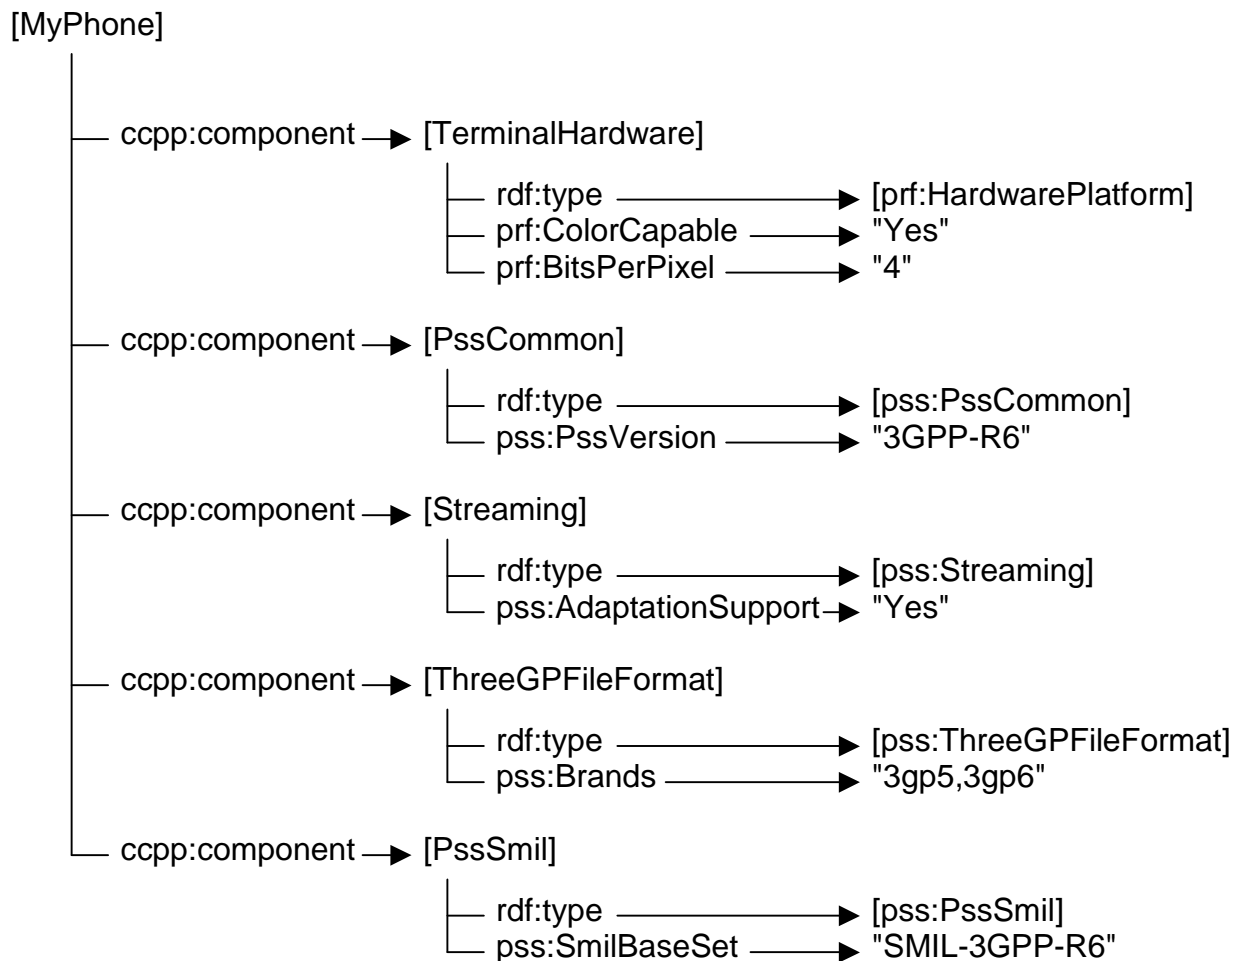 [MyPhone]
ccpp:component [TerminalHardware]
rdf:type [prf:HardwarePlatform]
prf:ColorCapable "Yes"
prf:BitsPerPixel "4"
ccpp:component [PssCommon]
rdf:type [pss:PssCommon]
pss:PssVersion "3GPP-R6"
ccpp:component [Streaming]
rdf:type [pss:Streaming]
pss:AdaptationSupport "Yes"
ccpp:component [ThreeGPFileFormat]
rdf:type [pss:ThreeGPFileFormat]
pss:Brands "3gp5,3gp6"
ccpp:component [PssSmil]
rdf:type [pss:PssSmil]
pss:SmilBaseSet "SMIL-3GPP-R6"